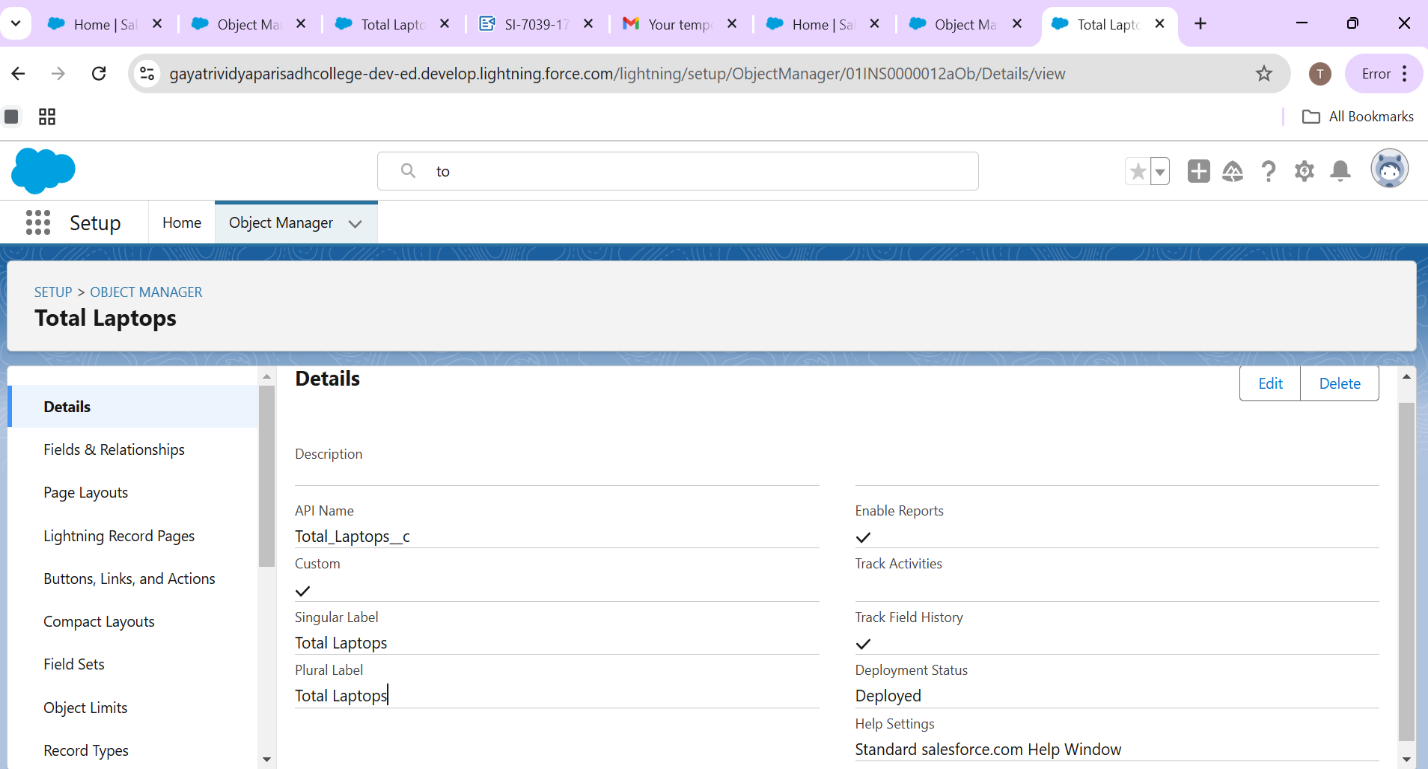 Home | Sal
Object Ma
Total Lapto
SI-7039-17
Your tempo
Home | Sal
Object Ma
Total Lapto
gayatrividyaparisadhcollege-dev-ed.develop.lightning.force.com/lightning/setup/ObjectManager/01INS0000012aOb/Details/view
T
Error
All Bookmarks
to
Setup
Home
Object Manager
SETUP > OBJECT MANAGER
Total Laptops
Details
Fields & Relationships
Page Layouts
Lightning Record Pages
Buttons, Links, and Actions
Compact Layouts
Field Sets
Object Limits
Record Types
Details
Edit
Delete
Description
API Name
Total_Laptops__c
Custom
Singular Label
Total Laptops
Plural Label
Total Laptops
Enable Reports
Track Activities
Track Field History
Deployment Status
Deployed
Help Settings
Standard salesforce.com Help Window